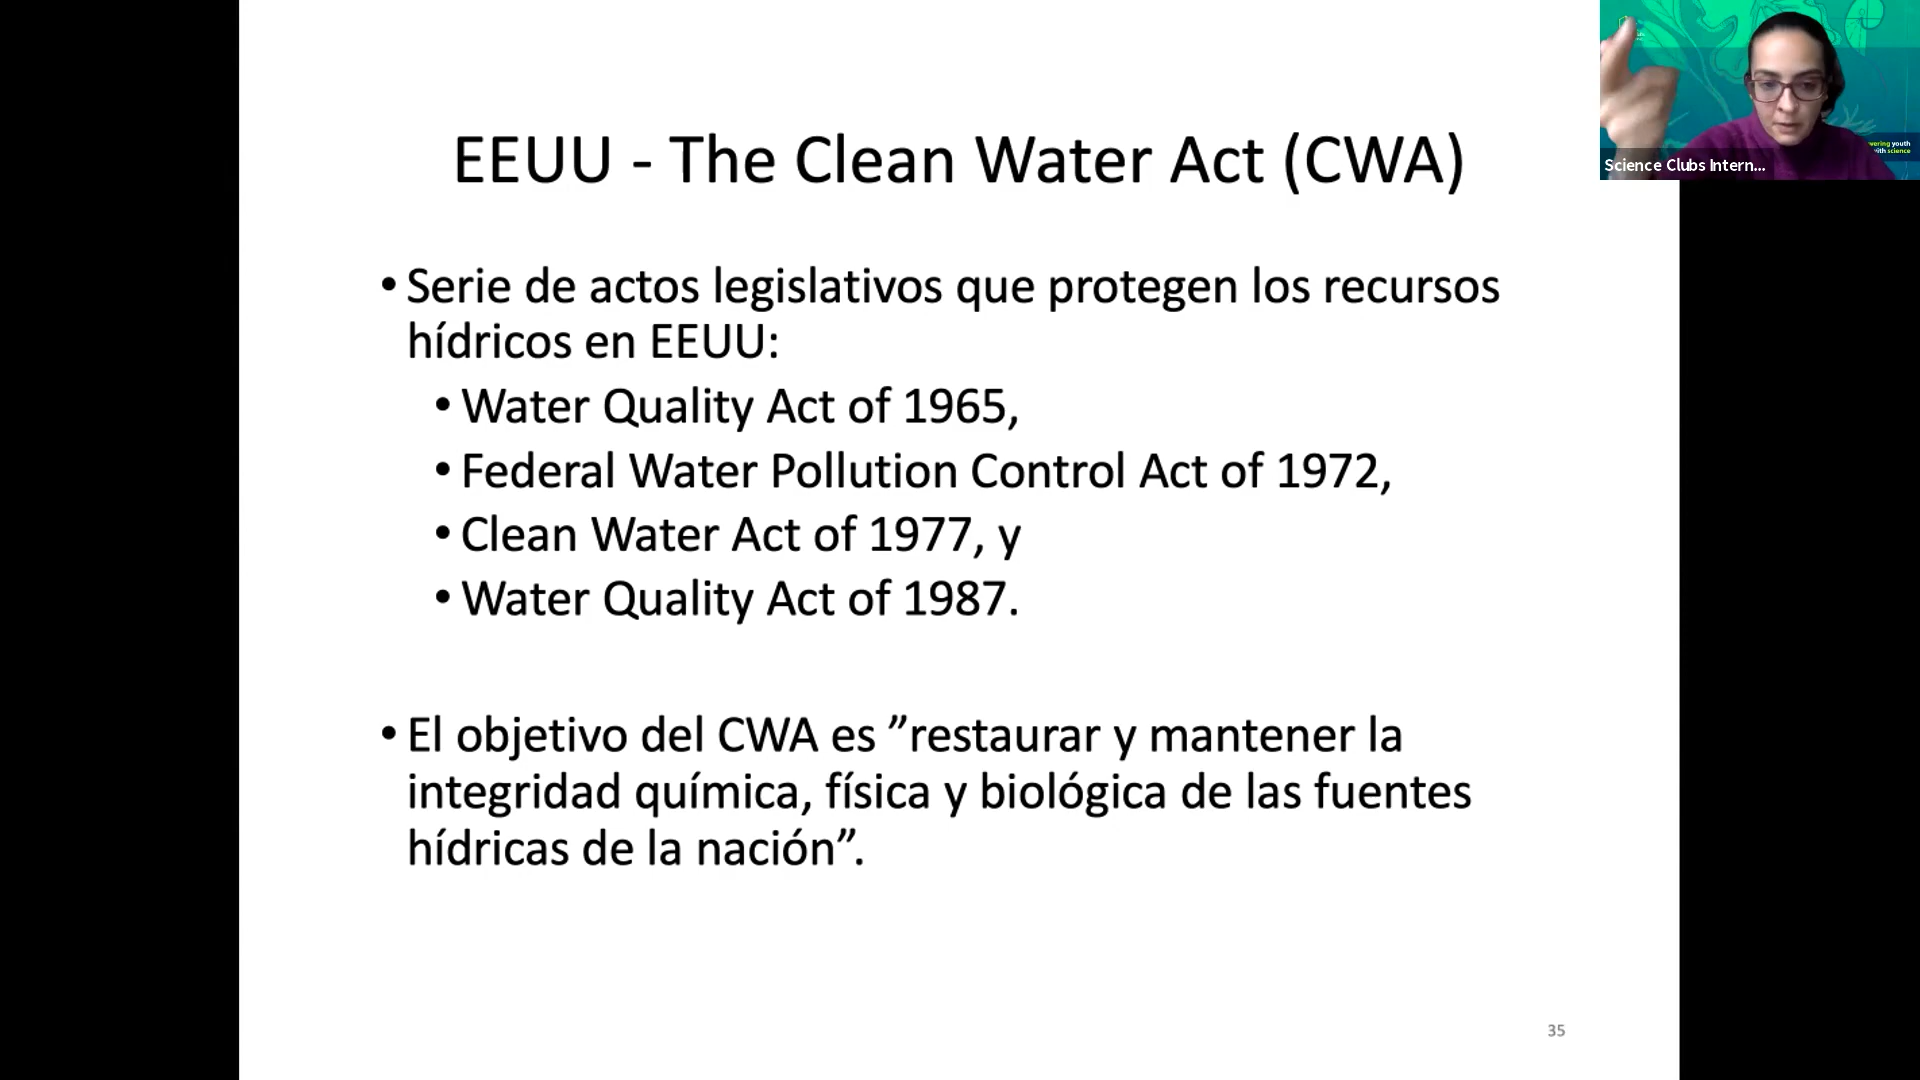 EEUU - The Clean Water Act (CWA)
• Serie de actos legislativos que protegen los recursos
hídricos en EEUU:
• Water Quality Act of 1965,
• Federal Water Pollution Control Act of 1972,
• Clean Water Act of 1977, y
• Water Quality Act of 1987.
• El objetivo del CWA es ”restaurar y mantener la
integridad química, física y biológica de las fuentes
hídricas de la nación”.
35
youth
science
Science Clubs Intern...